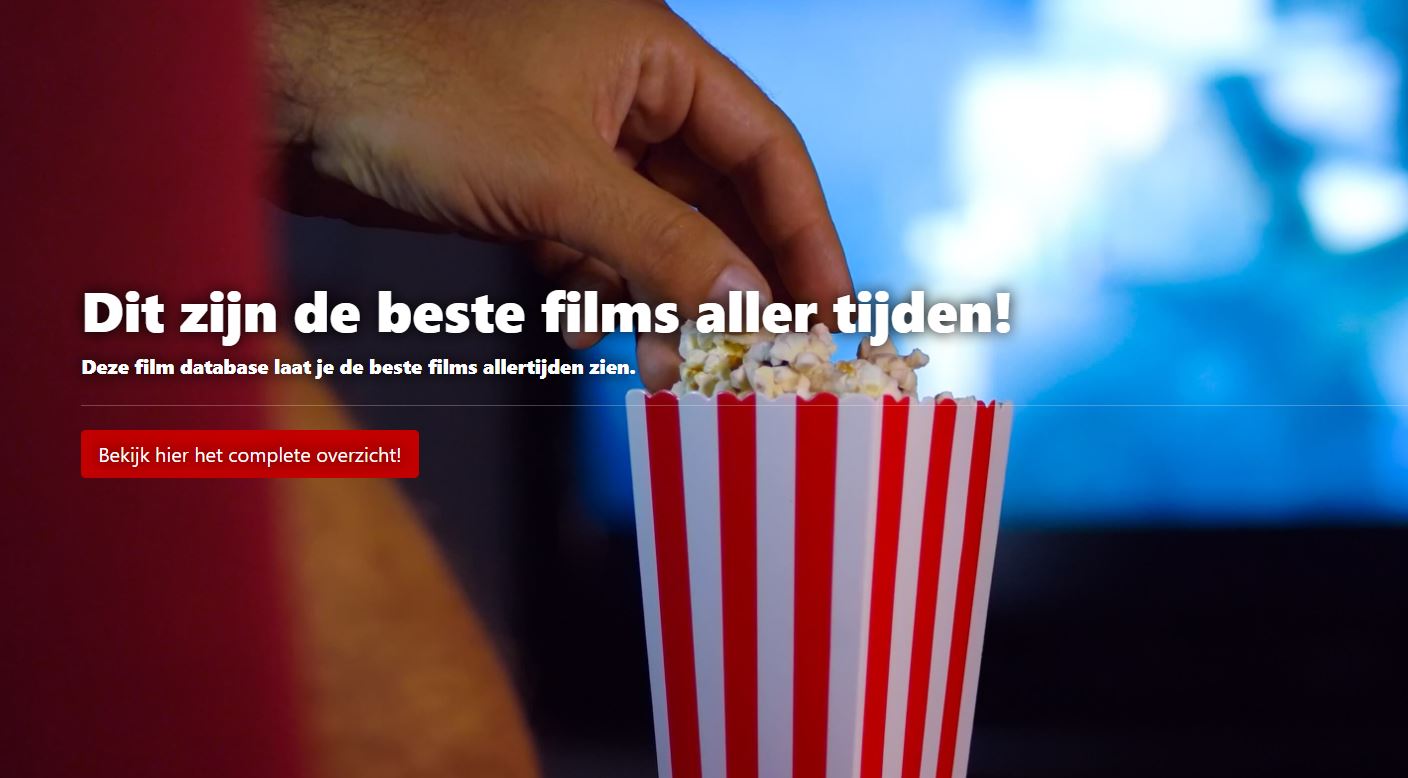 Dit zijn de beste films aller tijden!
Deze film database laat je de beste films allertijden zien.
Bekijk hier het complete overzicht!